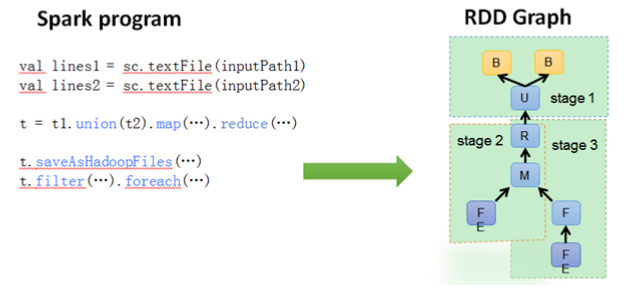 Spark program
RDD Graph
val lines1 = sc.textFile(inputPath1)
val lines2 = sc.textFile(inputPath2)
t = t1.union(t2).map(…).reduce(…)
t.saveAsHadoopFiles(…)
t.filter(…).foreach(…)
B
B
U
stage 1
R
stage 2
stage 3
M
F
E
F
F
E